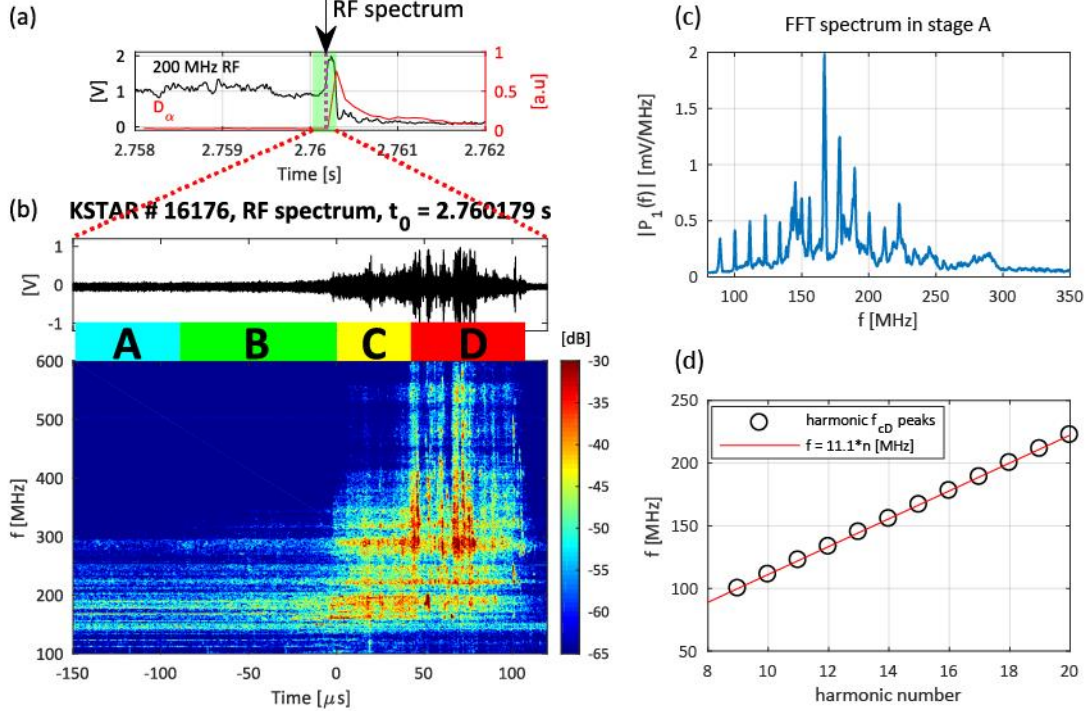 (a)
RF spectrum
200 MHz RF
D_α
[V]
2
1
0
1
0.5
0
[a.u]
2.758
2.759
2.76
2.761
2.762
Time [s]
(b)
KSTAR # 16176, RF spectrum, t_0 = 2.760179 s
[V]
1
0
-1
A
B
C
D
[dB]
600
500
400
300
200
100
f [MHz]
-150
-100
-50
0
50
100
Time [μs]
-30
-35
-40
-45
-50
-55
-60
-65
(c)
FFT spectrum in stage A
|P_1(f)| [mV/MHz]
2
1.5
1
0.5
0
100
150
200
250
300
350
f [MHz]
(d)
harmonic f_cD peaks
f = 11.1*n [MHz]
f [MHz]
250
200
150
100
50
8
10
12
14
16
18
20
harmonic number